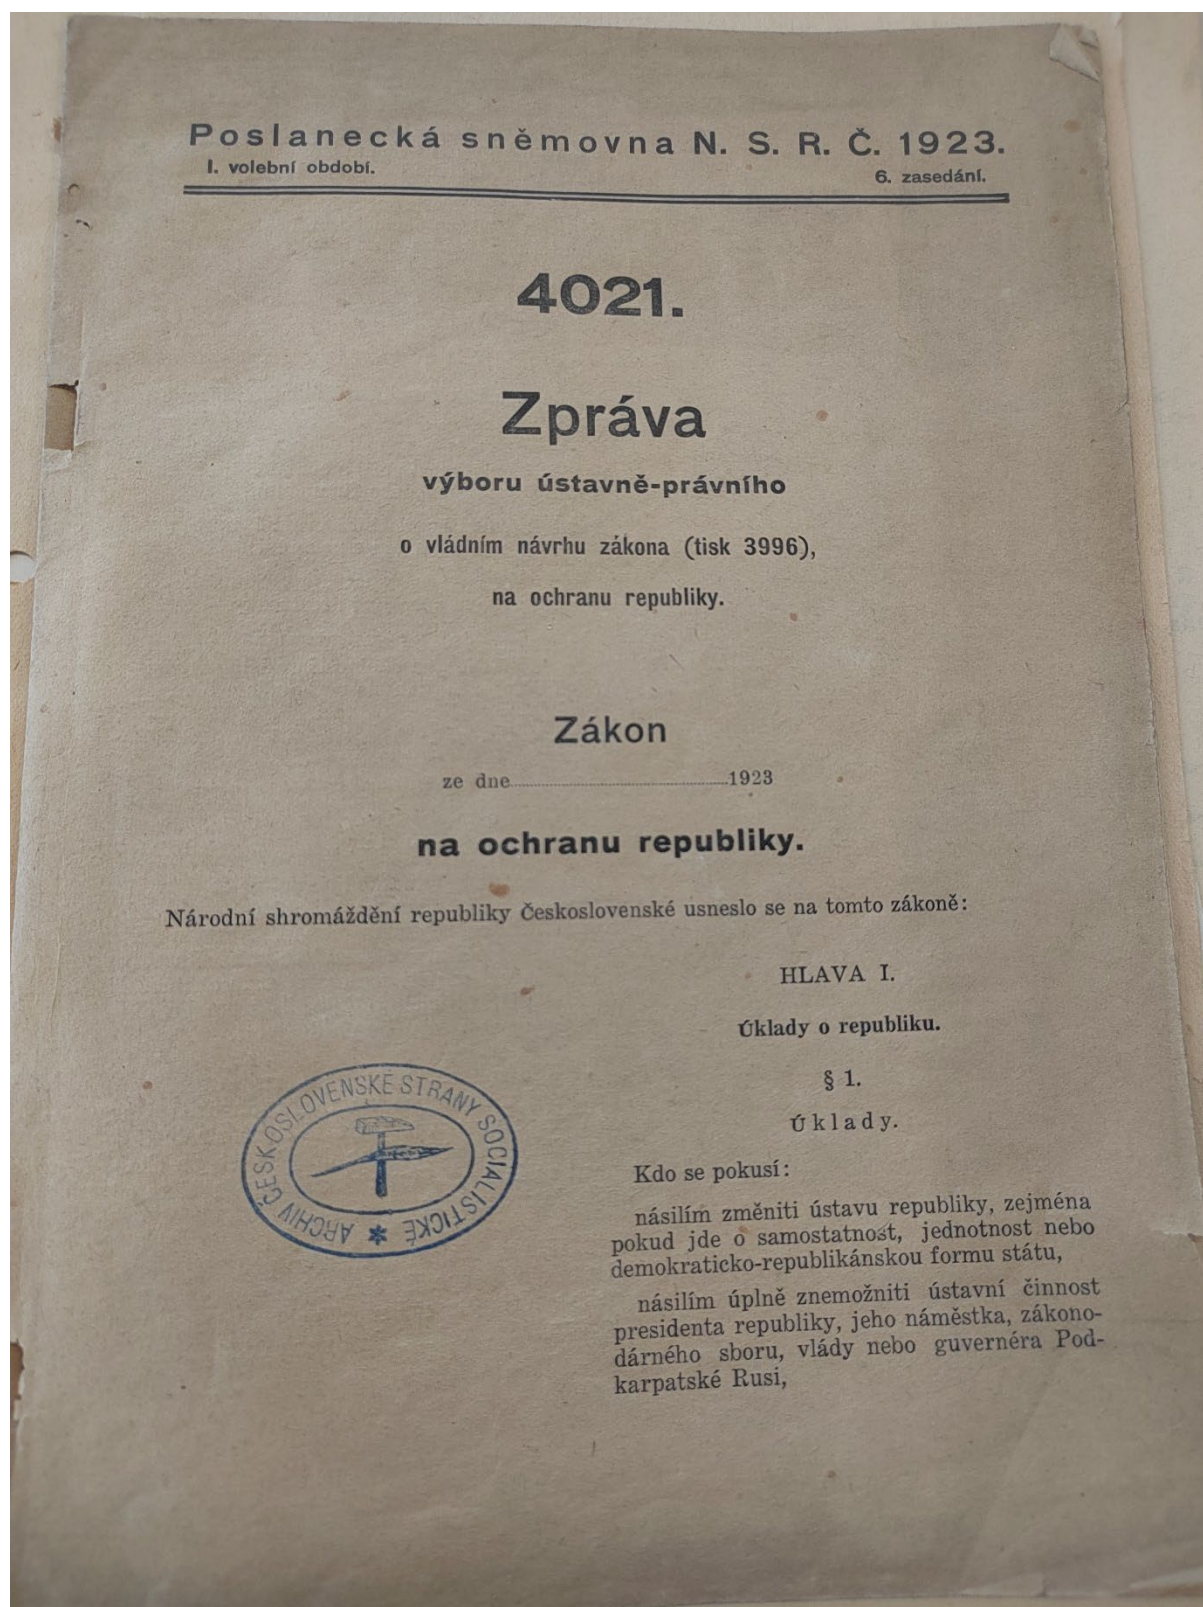 Poslanecká sněmovna N. S. R. Č. 1923.
I. volební období.
6. zasedání.
4021.
Zpráva
výboru ústavně-právního
o vládním návrhu zákona (tisk 3996),
na ochranu republiky.
Zákon
ze dne..........1923
na ochranu republiky.
Národní shromáždění republiky Československé usneslo se na tomto zákoně:
HLAVA I.
Úklady o republiku.
§ 1.
Úklady.
Kdo se pokusí:
násilím změniti ústavu republiky, zejména
pokud jde o samostatnost, jednotnost nebo
demokraticko-republikánskou formu státu,
násilím úplně znemožniti ústavní činnost
presidenta republiky, jeho náměstka, zákono-
dárného sboru, vlády nebo guvernéra Pod-
karpatské Rusi,
ARCHIV ČESKOSLOVENSKÉ STRANY SOCIALISTICKÉ